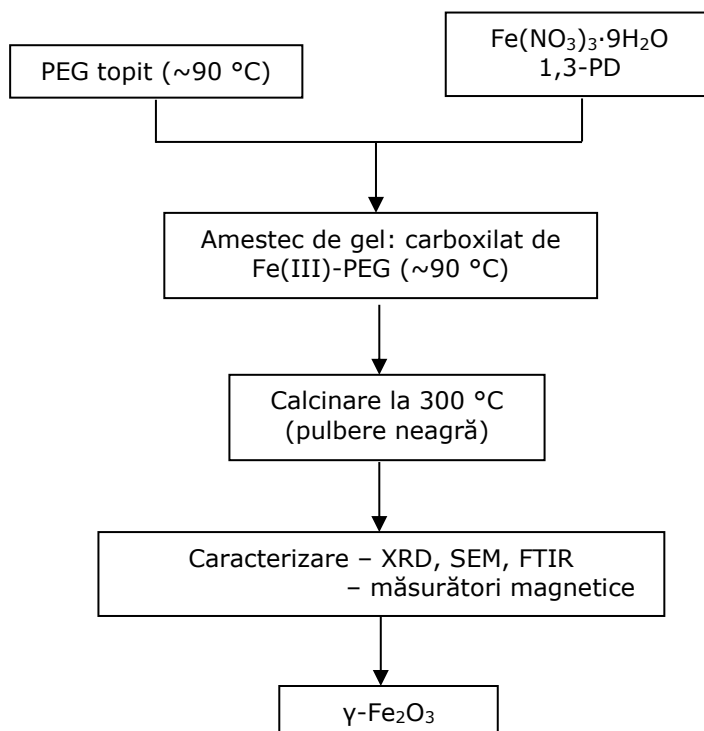 PEG topit (~90 °C)
Fe(NO₃)₃·9H₂O
1,3-PD
Amestec de gel: carboxilat de
Fe(III)-PEG (~90 °C)
Calcinare la 300 °C
(pulbere neagră)
Caracterizare – XRD, SEM, FTIR
– măsurători magnetice
γ-Fe₂O₃